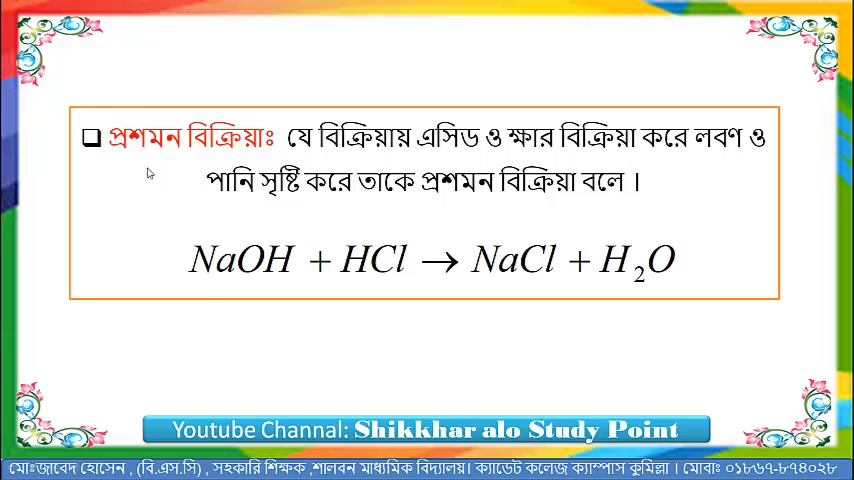 ❑ প্রশমন বিক্রিয়াঃ যে বিক্রিয়ায় এসিড ও ক্ষার বিক্রিয়া করে লবণ ও
পানি সৃষ্টি করে তাকে প্রশমন বিক্রিয়া বলে ।
NaOH + HCl → NaCl + H₂O
Youtube Channal: Shikkhar alo Study Point
মোঃজাবেদ হোসেন , (বি.এস.সি) , সহকারি শিক্ষক ,শালবন মাধ্যমিক বিদ্যালয়। ক্যাডেট কলেজ ক্যাম্পাস কুমিল্লা । মোবাঃ ০১৮৬৭-৮৭৪০২৮